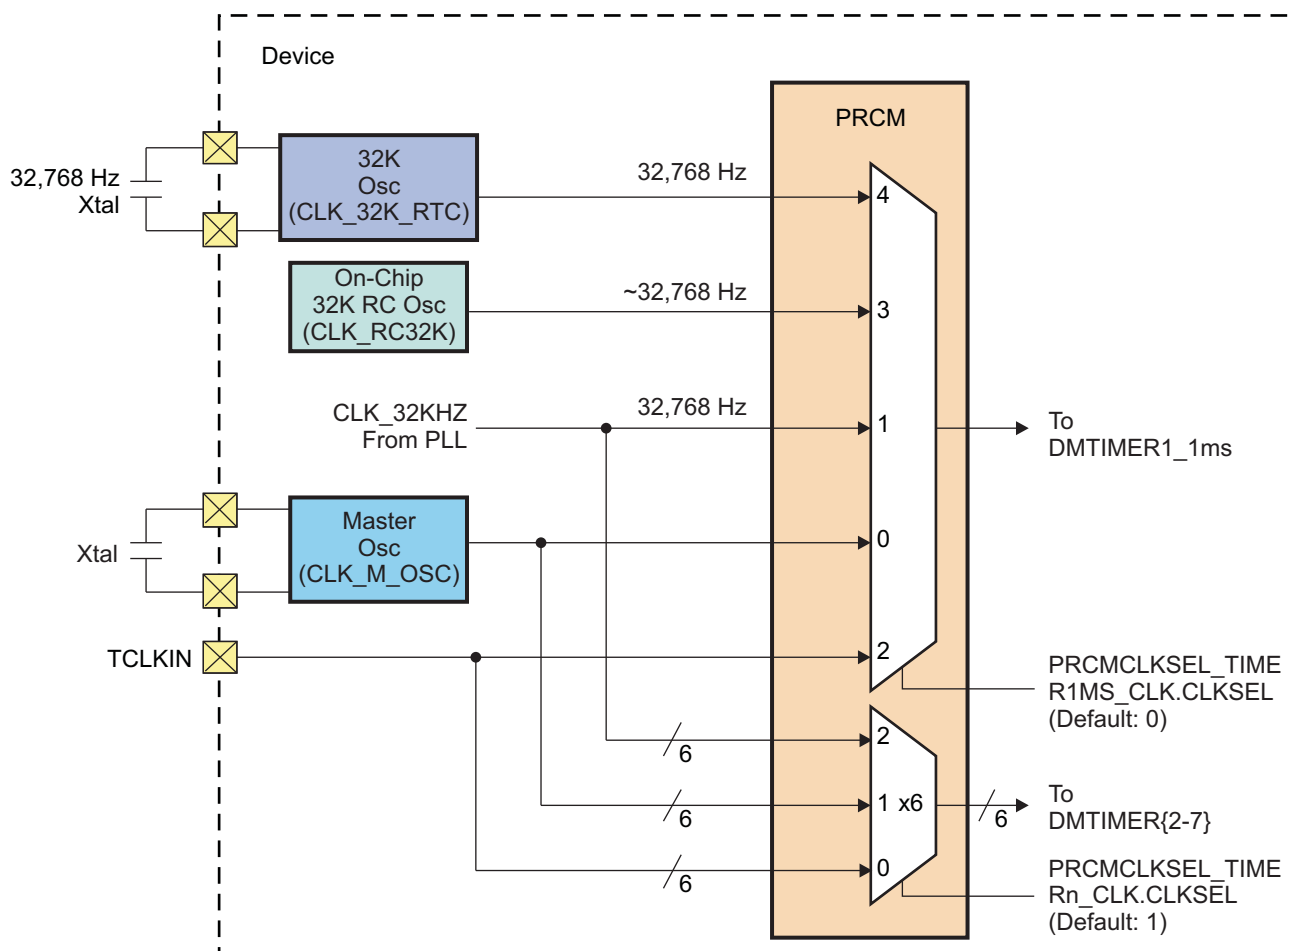 Device
PRCM
32,768 Hz
Xtal
32K
Osc
(CLK_32K_RTC)
32,768 Hz
4
On-Chip
32K RC Osc
(CLK_RC32K)
~32,768 Hz
3
CLK_32KHZ
From PLL
32,768 Hz
1
To
DMTIMER1_1ms
Xtal
Master
Osc
(CLK_M_OSC)
0
TCLKIN
2
PRCMCLKSEL_TIME
R1MS_CLK.CLKSEL
(Default: 0)
6
2
6
1 x6
6
To
DMTIMER{2-7}
6
0
PRCMCLKSEL_TIME
Rn_CLK.CLKSEL
(Default: 1)